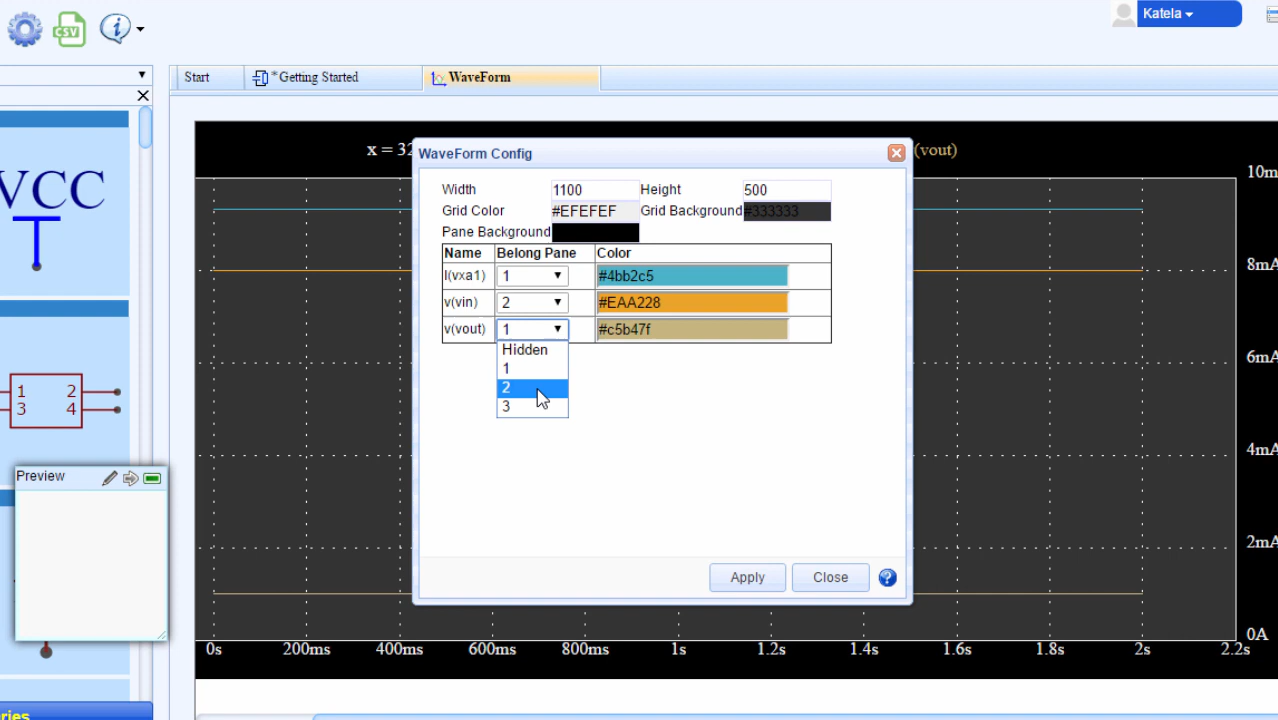 CSV
i
Katela
Start
*Getting Started
WaveForm
x = 32
(vout)
WaveForm Config
Width 1100 Height 500
Grid Color #EFEFEF Grid Background #333333
Pane Background
Name Belong Pane Color
I(vxa1) 1 #4bb2c5
v(vin) 2 #EAA228
v(vout) 1 #c5b47f
Hidden
1
2
3
Apply Close ?
VCC
1 2
3 4
Preview
10m
8mA
6mA
4mA
2mA
0A
0s 200ms 400ms 600ms 800ms 1s 1.2s 1.4s 1.6s 1.8s 2s 2.2s
ries